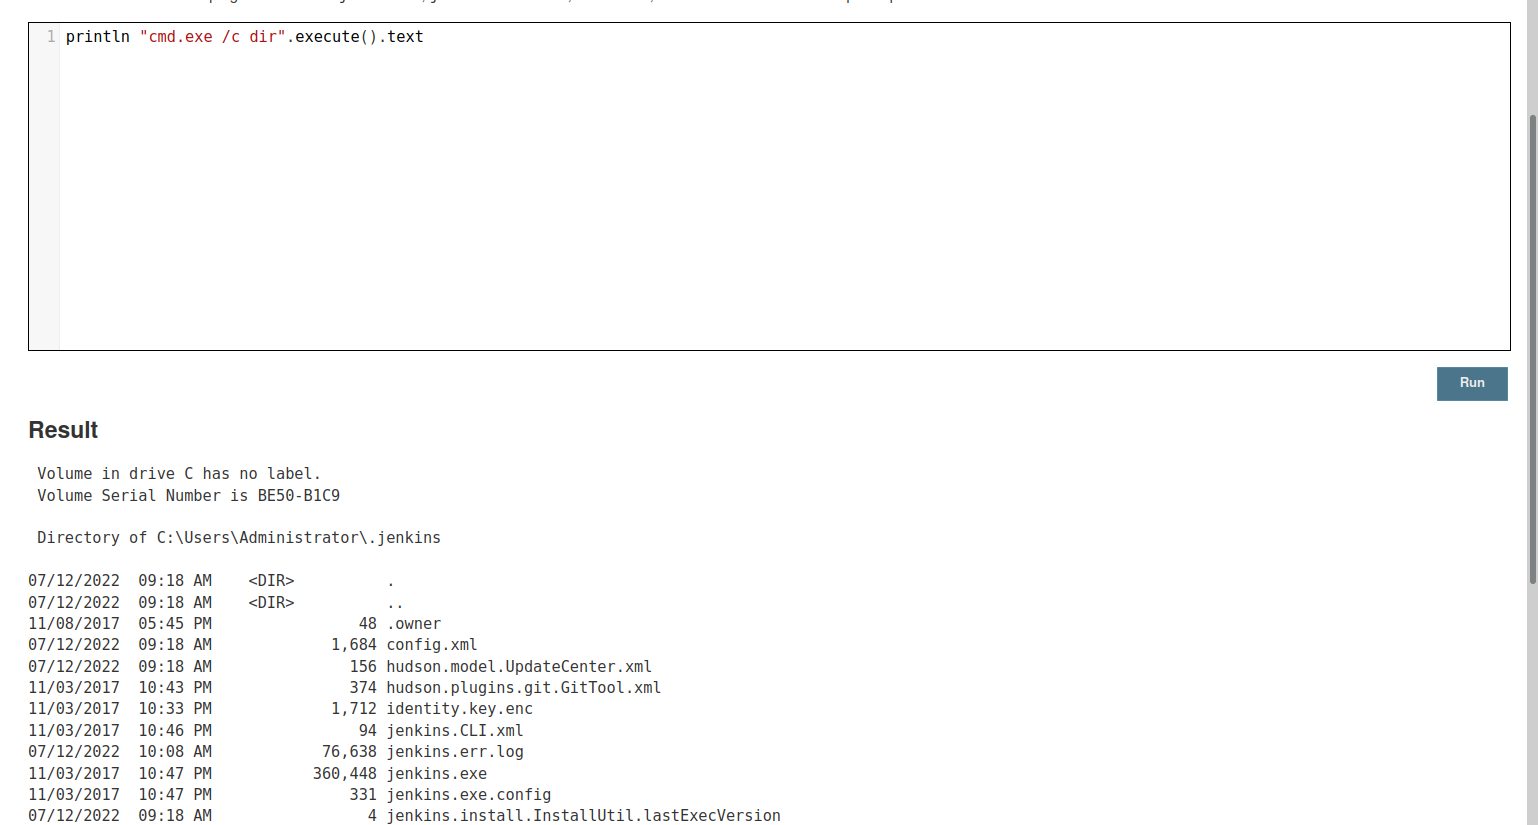 1 println "cmd.exe /c dir".execute().text
Run
Result
Volume in drive C has no label.
Volume Serial Number is BE50-B1C9
Directory of C:\Users\Administrator\.jenkins
07/12/2022  09:18 AM    <DIR>          .
07/12/2022  09:18 AM    <DIR>          ..
11/08/2017  05:45 PM                48 .owner
07/12/2022  09:18 AM             1,684 config.xml
07/12/2022  09:18 AM               156 hudson.model.UpdateCenter.xml
11/03/2017  10:43 PM               374 hudson.plugins.git.GitTool.xml
11/03/2017  10:33 PM             1,712 identity.key.enc
11/03/2017  10:46 PM                94 jenkins.CLI.xml
07/12/2022  10:08 AM            76,638 jenkins.err.log
11/03/2017  10:47 PM           360,448 jenkins.exe
11/03/2017  10:47 PM               331 jenkins.exe.config
07/12/2022  09:18 AM                 4 jenkins.install.InstallUtil.lastExecVersion